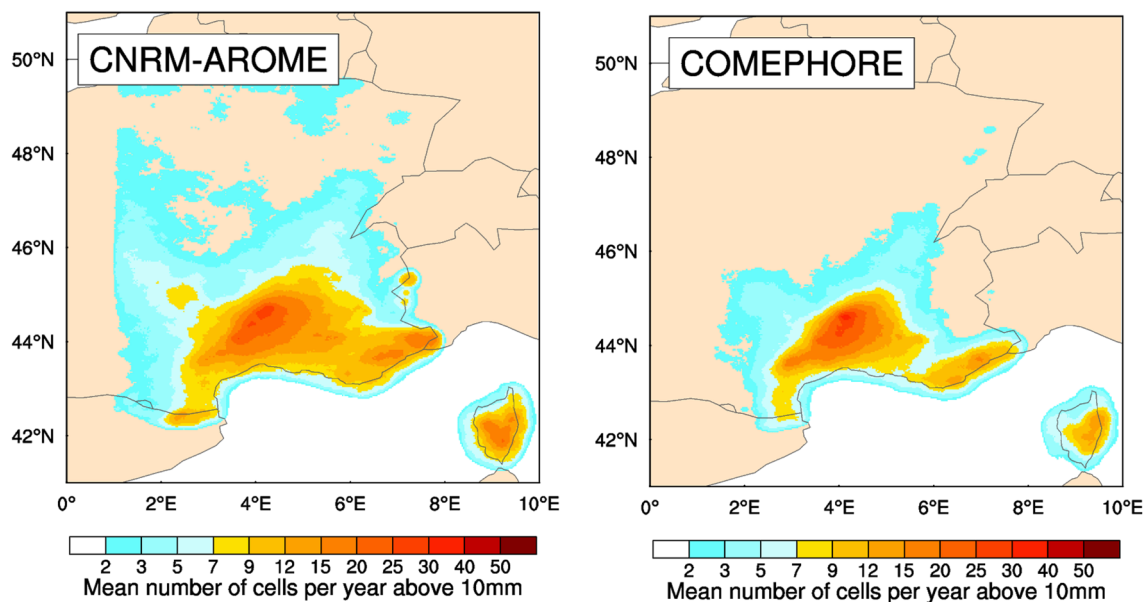 CNRM-AROME
COMEPHORE
50°N
48°N
46°N
44°N
42°N
0° 2°E 4°E 6°E 8°E 10°E
2 3 5 7 9 12 15 20 25 30 40 50
Mean number of cells per year above 10mm
50°N
48°N
46°N
44°N
42°N
0° 2°E 4°E 6°E 8°E 10°E
2 3 5 7 9 12 15 20 25 30 40 50
Mean number of cells per year above 10mm